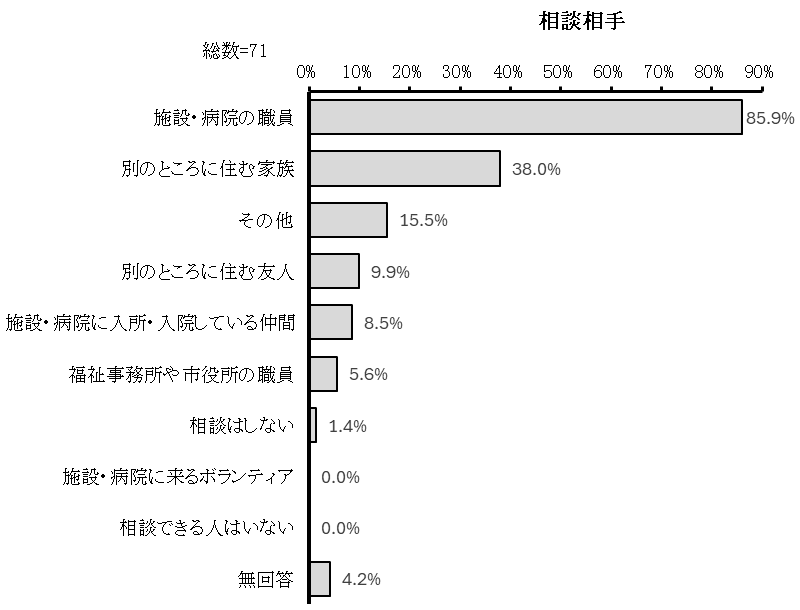 相談相手
総数=71
0% 10% 20% 30% 40% 50% 60% 70% 80% 90%
施設・病院の職員 85.9%
別のところに住む家族 38.0%
その他 15.5%
別のところに住む友人 9.9%
施設・病院に入所・入院している仲間 8.5%
福祉事務所や市役所の職員 5.6%
相談はしない 1.4%
施設・病院に来るボランティア 0.0%
相談できる人はいない 0.0%
無回答 4.2%